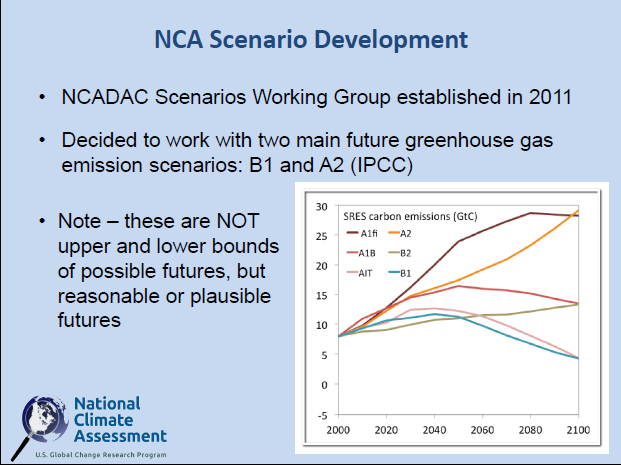 NCA Scenario Development
• NCADAC Scenarios Working Group established in 2011
• Decided to work with two main future greenhouse gas
emission scenarios: B1 and A2 (IPCC)
• Note – these are NOT
upper and lower bounds
of possible futures, but
reasonable or plausible
futures
SRES carbon emissions (GtC)
A1fi A2
A1B B2
AIT B1
30
25
20
15
10
5
0
-5
2000 2020 2040 2060 2080 2100
National
Climate
Assessment
U.S. Global Change Research Program